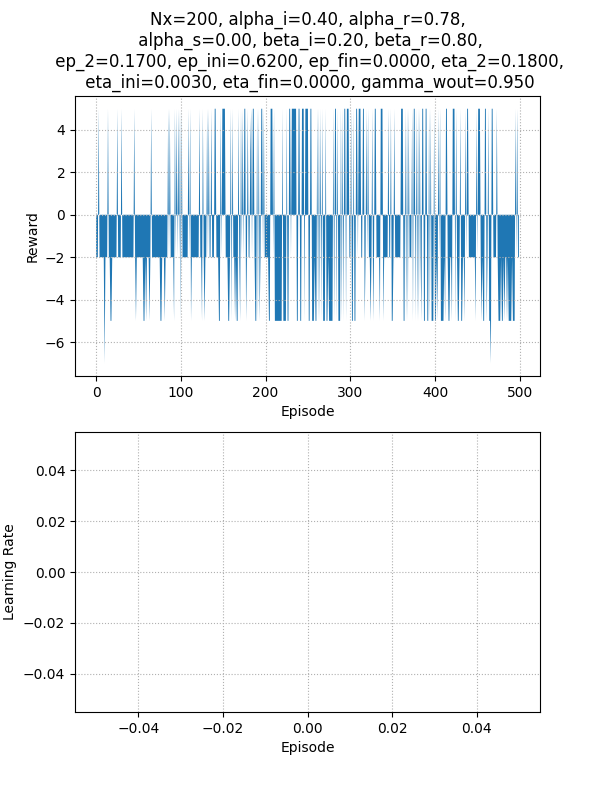 Nx=200, alpha_i=0.40, alpha_r=0.78,
alpha_s=0.00, beta_i=0.20, beta_r=0.80,
ep_2=0.1700, ep_ini=0.6200, ep_fin=0.0000, eta_2=0.1800,
eta_ini=0.0030, eta_fin=0.0000, gamma_wout=0.950
4
2
0
−2
−4
−6
Reward
0
100
200
300
400
500
Episode
0.04
0.02
0.00
−0.02
−0.04
Learning Rate
−0.04
−0.02
0.00
0.02
0.04
Episode